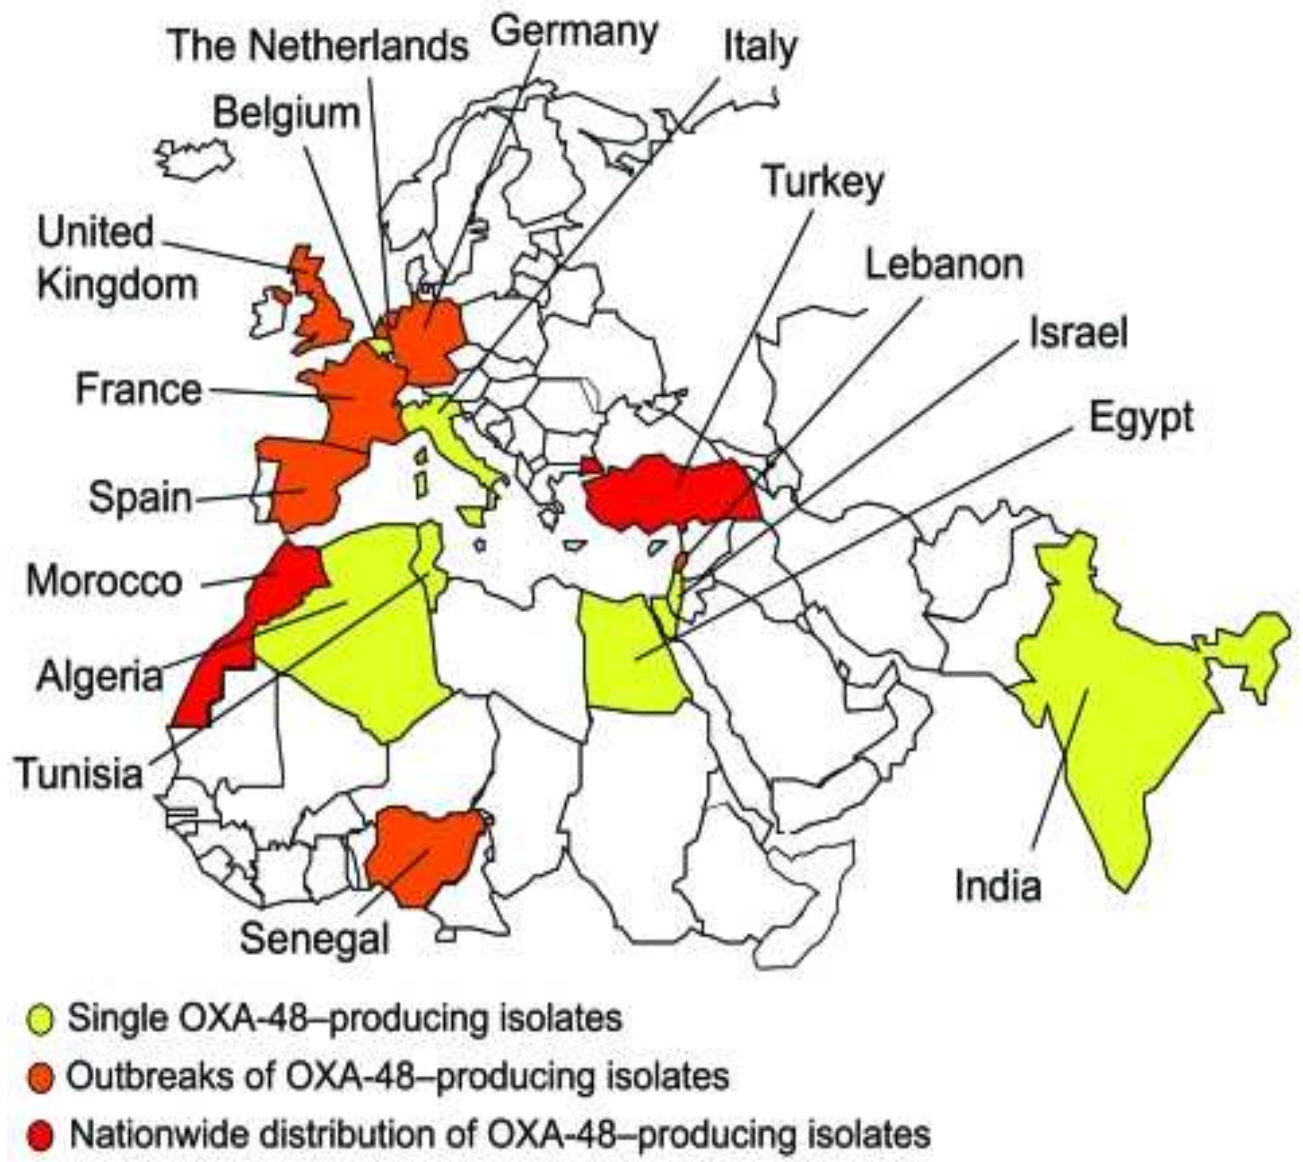 The Netherlands
Germany
Italy
Belgium
Turkey
United
Kingdom
Lebanon
Israel
France
Egypt
Spain
Morocco
Algeria
Tunisia
India
Senegal
Single OXA-48–producing isolates
Outbreaks of OXA-48–producing isolates
Nationwide distribution of OXA-48–producing isolates